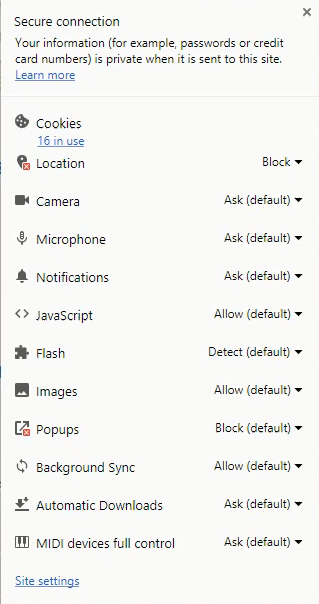 Secure connection
Your information (for example, passwords or credit
card numbers) is private when it is sent to this site.
Learn more
Cookies
16 in use
Location Block
Camera Ask (default)
Microphone Ask (default)
Notifications Ask (default)
JavaScript Allow (default)
Flash Detect (default)
Images Allow (default)
Popups Block (default)
Background Sync Allow (default)
Automatic Downloads Ask (default)
MIDI devices full control Ask (default)
Site settings